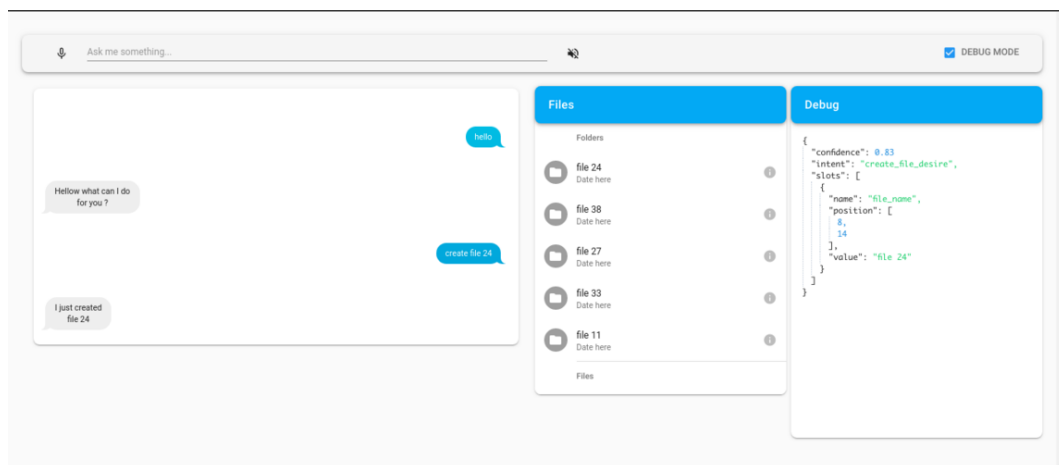 Ask me something...
DEBUG MODE
hello
Hellow what can I do
for you ?
create file 24
I just created
file 24
Files
Folders
file 24
Date here
file 38
Date here
file 27
Date here
file 33
Date here
file 11
Date here
Files
Debug
{
"confidence": 0.83
"intent": "create_file_desire",
"slots": [
{
"name": "file_name",
"position": [
8,
14
],
"value": "file 24"
}
]
}